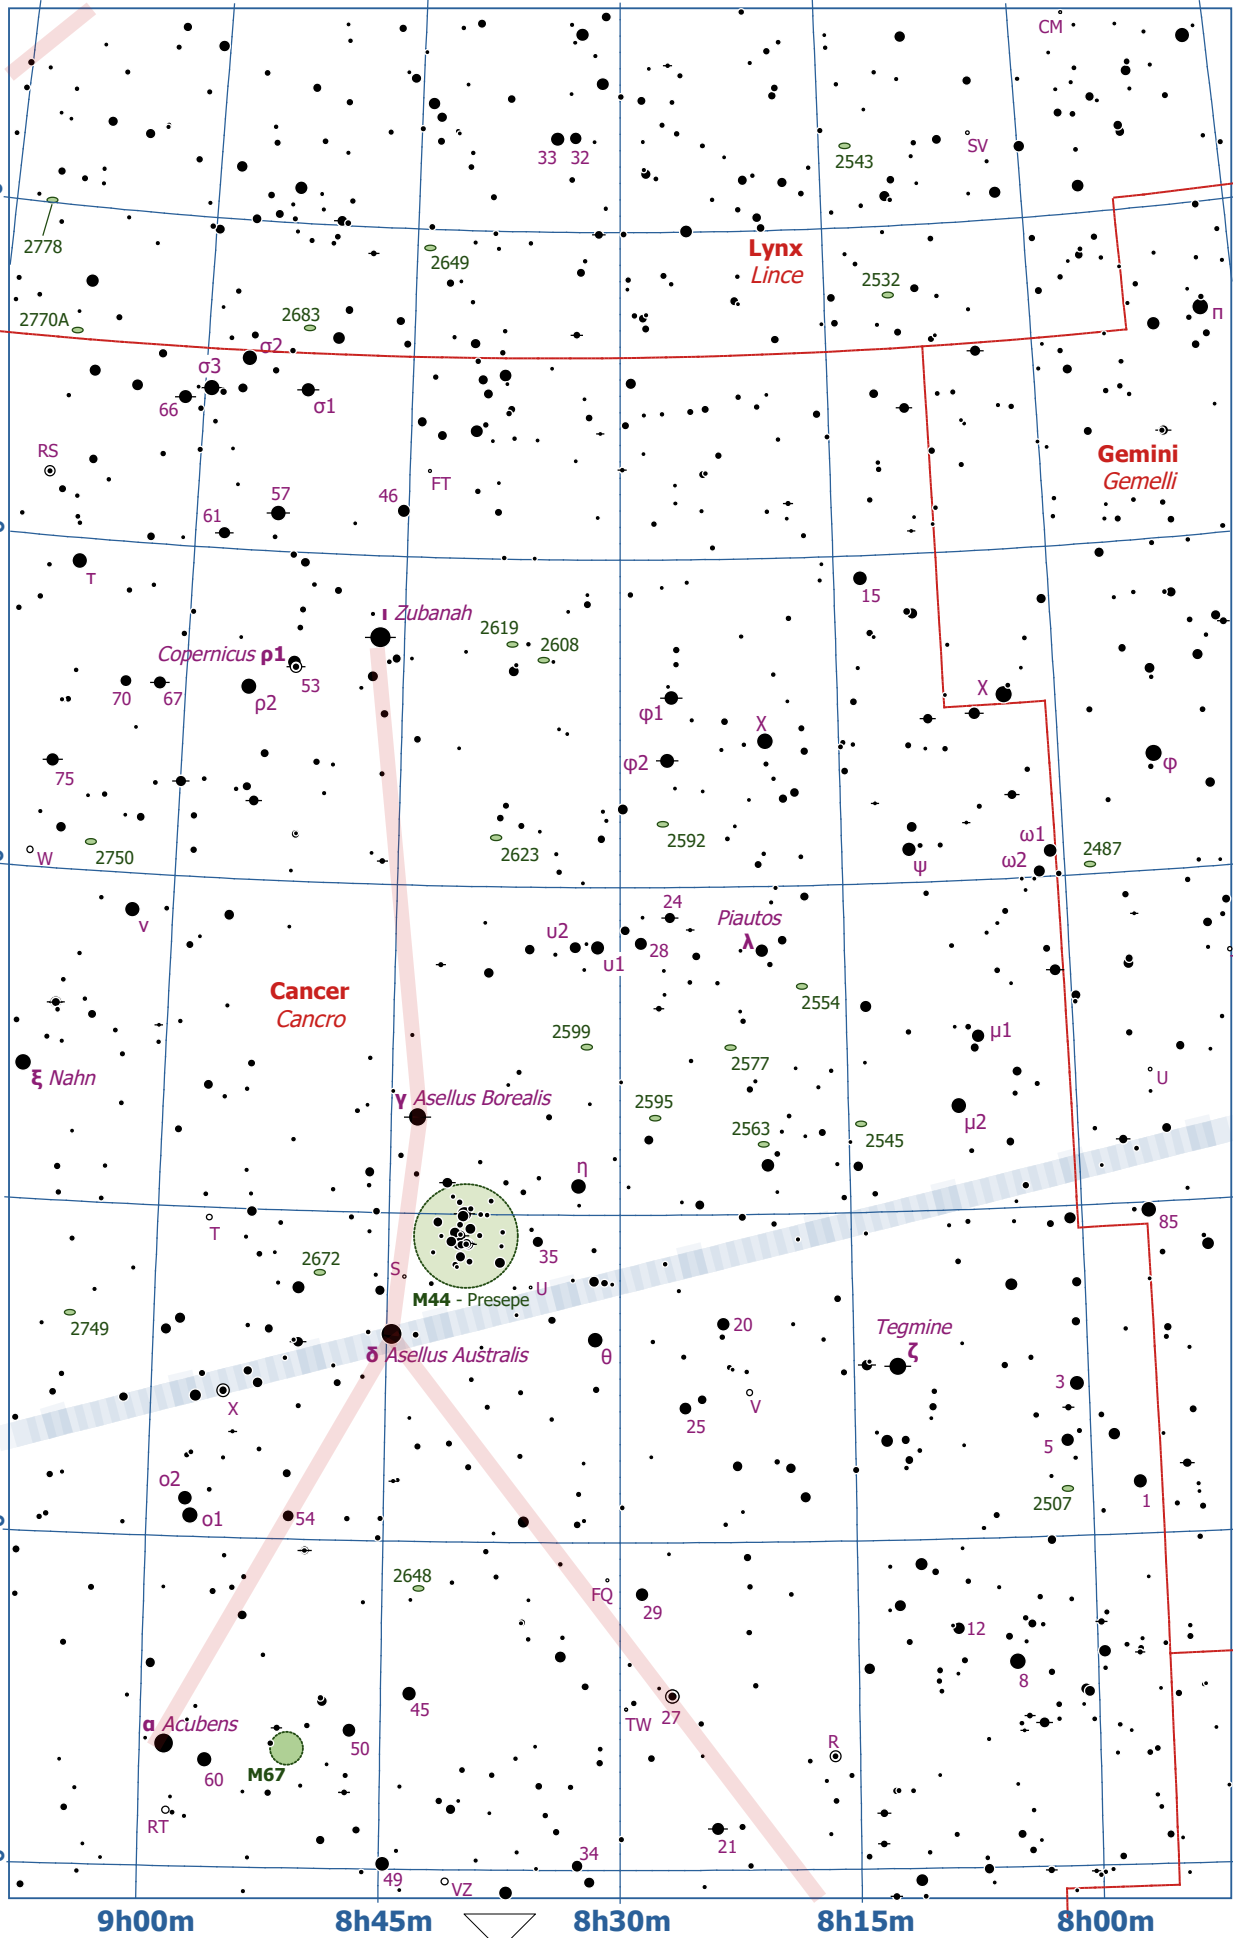 CM
33 32
2543
SV
2778
2649
Lynx
Lince
2532
2770A
2683
π
σ2
σ3
66
σ1
RS
FT
Gemini
Gemelli
57
46
61
τ
15
ι Zubanah
2619
2608
Copernicus ρ1
53
70
67
ρ2
φ1
χ
χ
75
φ2
φ
W
2750
2623
2592
ψ
ω1
ω2
2487
ν
24
Piautos
λ
υ2
υ1
28
Cancer
Cancro
2554
2599
2577
μ1
ξ Nahn
U
γ Asellus Borealis
2595
2563
2545
μ2
η
T
35
85
2672
S
U
M44 - Presepe
2749
20
Tegmine
ζ
δ Asellus Australis
θ
3
X
25
V
5
ο2
ο1
54
2507
1
2648
FQ
29
12
8
45
α Acubens
TW
27
50
R
60
M67
RT
21
34
49
VZ
9h00m
8h45m
8h30m
8h15m
8h00m